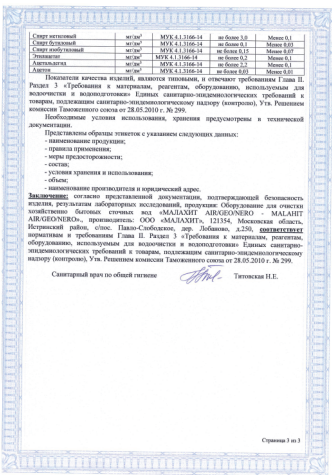 Спирт метиловый мг/дм³ МУК 4.1.3166-14 не более 3,0 Менее 0,1
Спирт бутиловый мг/дм³ МУК 4.1.3166-14 не более 0,1 Менее 0,03
Спирт изобутиловый мг/дм³ МУК 4.1.3166-14 не более 0,15 Менее 0,07
Этилацетат мг/дм³ МУК 4.1.3166-14 не более 0,2 Менее 0,1
Ацетальдегид мг/дм³ МУК 4.1.3166-14 не более 0,2 Менее 0,1
Ацетон мг/дм³ МУК 4.1.3166-14 не более 0,03 Менее 0,01
Показатели качества изделий, являются типовыми, и отвечают требованиям Глава II.
Раздел 3 «Требования к материалам, реагентам, оборудованию, используемым для
водоочистки и водоподготовки» Единых санитарно-эпидемиологических требований к
товарам, подлежащим санитарно-эпидемиологическому надзору (контролю), Утв. Решением
комиссии Таможенного союза от 28.05.2010 г. № 299.
Необходимые условия использования, хранения предусмотрены в технической
документации.
Представлены образцы этикеток с указанием следующих данных:
- наименование продукции;
- правила применения;
- меры предосторожности;
- состав;
- условия хранения и использования;
- объем;
- наименование производителя и юридический адрес.
Заключение: согласно представленной документации, подтверждающей безопасность
изделия, результатам лабораторных исследований, продукция: Оборудование для очистки
хозяйственно бытовых сточных вод «МАЛАХИТ AIR/GEO/NERO - MALAHIT
AIR/GEO/NERO», производитель: ООО «МАЛАХИТ», 121354, Московская область,
Истринский район, с/пос. Павло-Слободское, дер. Лобаново, д.250, соответствует
нормативам и требованиям Глава II. Раздел 3 «Требования к материалам, реагентам,
оборудованию, используемым для водоочистки и водоподготовки» Единых санитарно-
эпидемиологических требований к товарам, подлежащим санитарно-эпидемиологическому
надзору (контролю), Утв. Решением комиссии Таможенного союза от 28.05.2010 г. № 299.
Санитарный врач по общей гигиене Титовская Н.Е.
Страница 3 из 3